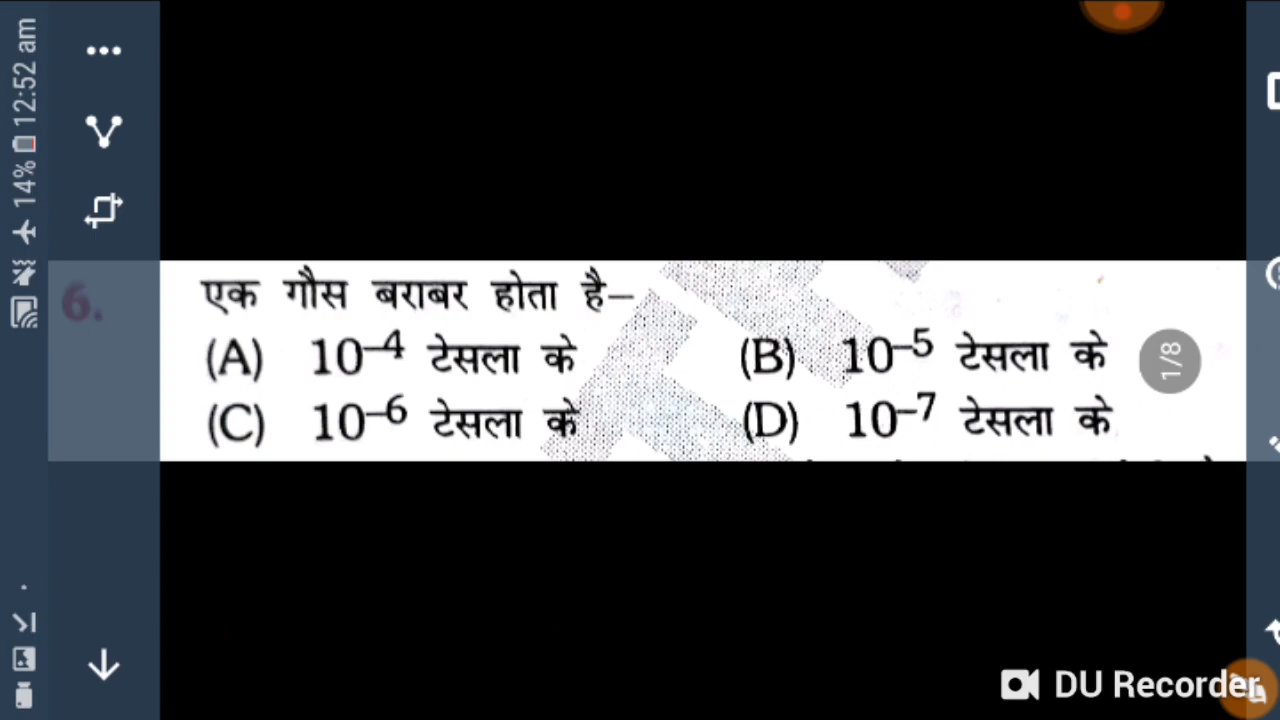 14% 12:52 am
6. एक गौस बराबर होता है–
(A) 10⁻⁴ टेसला के (B) 10⁻⁵ टेसला के
(C) 10⁻⁶ टेसला के (D) 10⁻⁷ टेसला के
1/8
DU Recorder